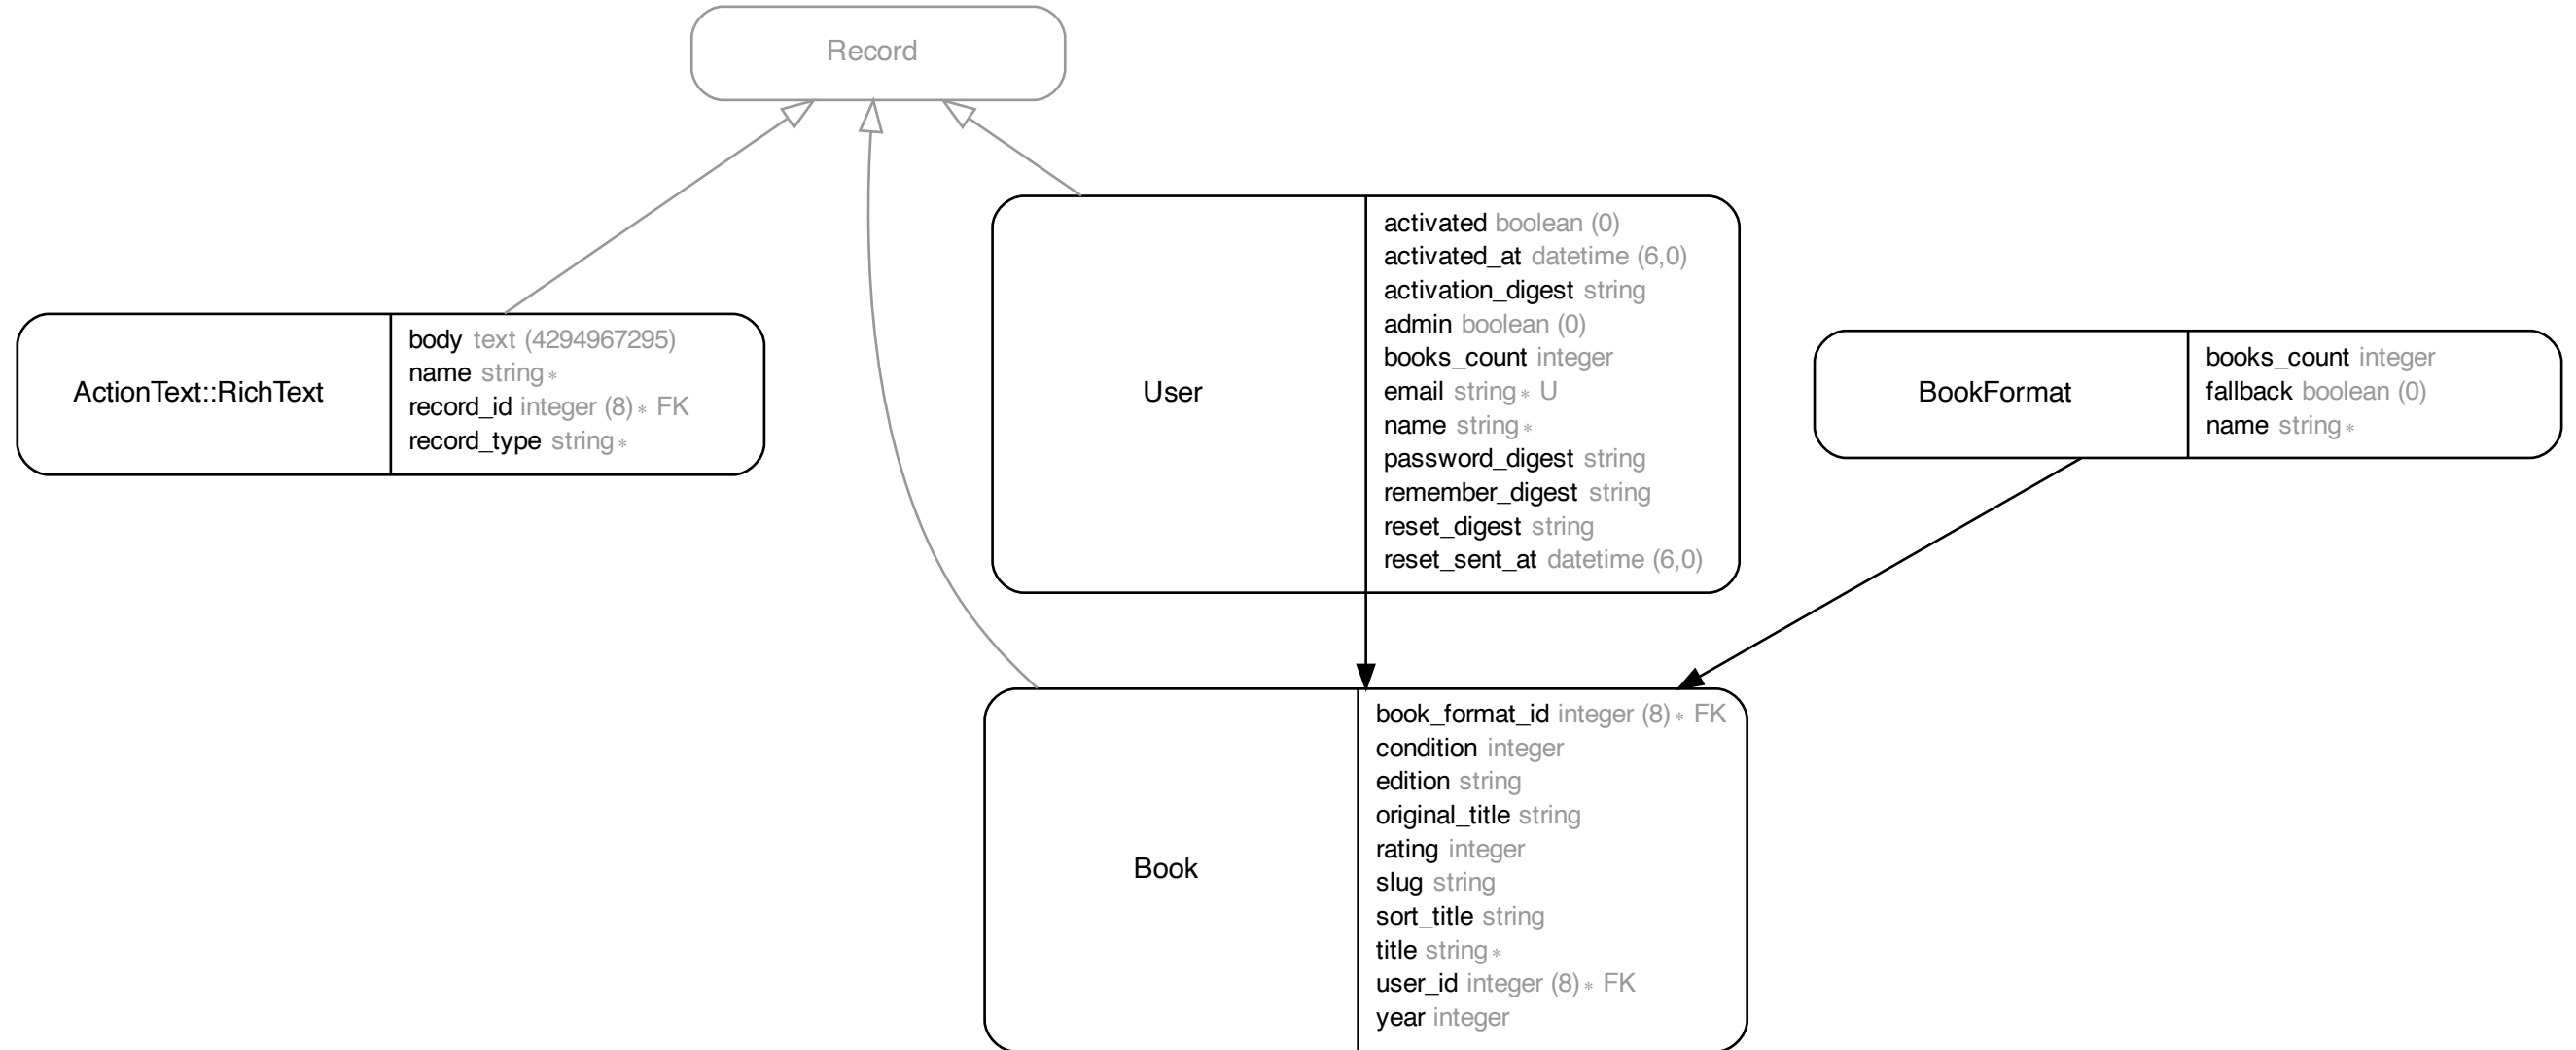 Record
ActionText::RichText
body text (4294967295)
name string∗
record_id integer (8)∗ FK
record_type string∗
User
activated boolean (0)
activated_at datetime (6,0)
activation_digest string
admin boolean (0)
books_count integer
email string∗ U
name string∗
password_digest string
remember_digest string
reset_digest string
reset_sent_at datetime (6,0)
BookFormat
books_count integer
fallback boolean (0)
name string∗
Book
book_format_id integer (8)∗ FK
condition integer
edition string
original_title string
rating integer
slug string
sort_title string
title string∗
user_id integer (8)∗ FK
year integer